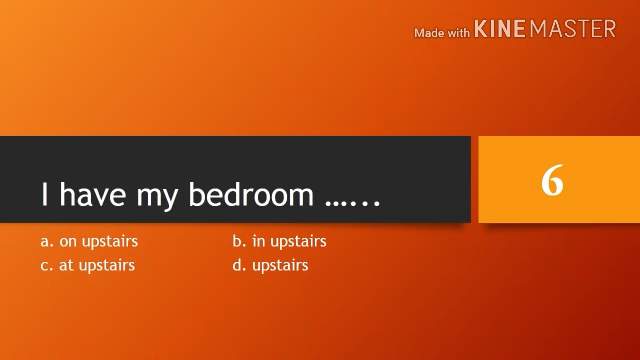 Made with KINEMASTER
I have my bedroom …...
6
a. on upstairs b. in upstairs
c. at upstairs d. upstairs